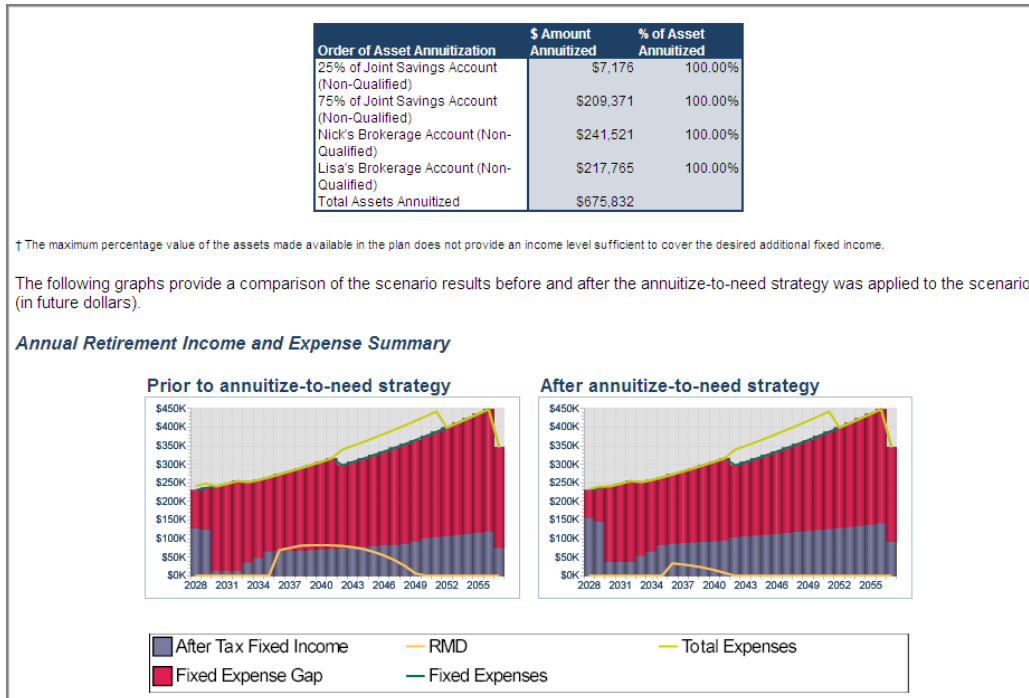 Order of Asset Annuitization
$ Amount Annuitized
% of Asset Annuitized
25% of Joint Savings Account (Non-Qualified)
$7,176
100.00%
75% of Joint Savings Account (Non-Qualified)
$209,371
100.00%
Nick's Brokerage Account (Non-Qualified)
$241,521
100.00%
Lisa's Brokerage Account (Non-Qualified)
$217,765
100.00%
Total Assets Annuitized
$675,832
† The maximum percentage value of the assets made available in the plan does not provide an income level sufficient to cover the desired additional fixed income.
The following graphs provide a comparison of the scenario results before and after the annuitize-to-need strategy was applied to the scenario
(in future dollars).
Annual Retirement Income and Expense Summary
Prior to annuitize-to-need strategy
$450K
$400K
$350K
$300K
$250K
$200K
$150K
$100K
$50K
$0K
2028 2031 2034 2037 2040 2043 2046 2049 2052 2055
After annuitize-to-need strategy
$450K
$400K
$350K
$300K
$250K
$200K
$150K
$100K
$50K
$0K
2028 2031 2034 2037 2040 2043 2046 2049 2052 2055
After Tax Fixed Income
RMD
Total Expenses
Fixed Expense Gap
Fixed Expenses